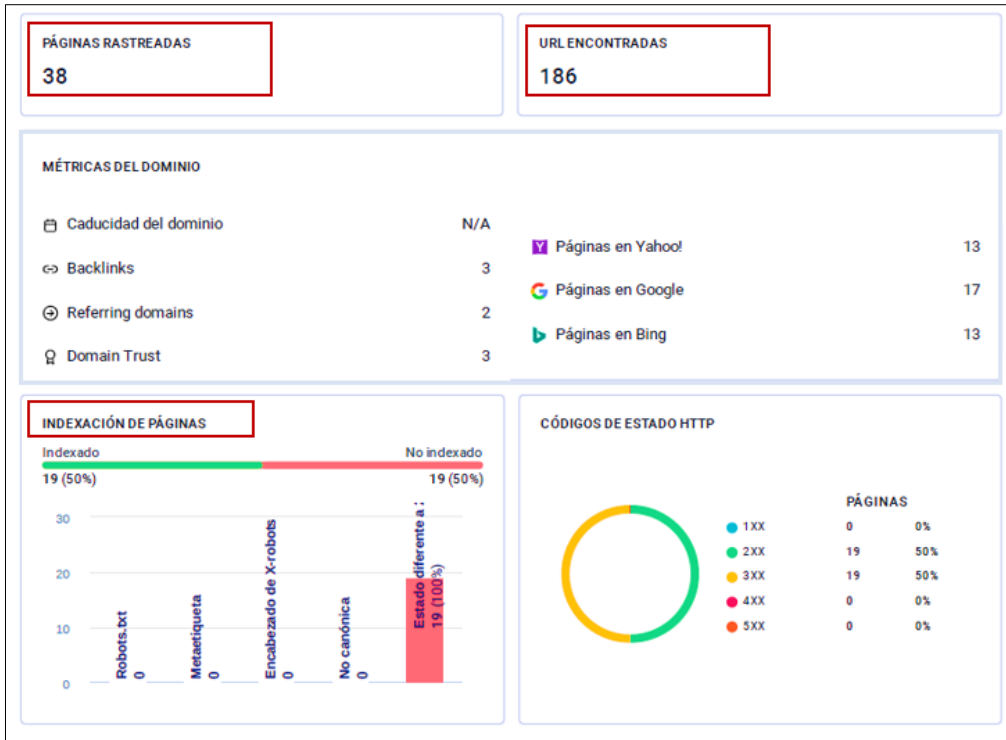 PÁGINAS RASTREADAS
38
URL ENCONTRADAS
186
MÉTRICAS DEL DOMINIO
Caducidad del dominio N/A
Backlinks 3
Referring domains 2
Domain Trust 3
Páginas en Yahoo! 13
Páginas en Google 17
Páginas en Bing 13
INDEXACIÓN DE PÁGINAS
Indexado No indexado
19 (50%) 19 (50%)
30
20
10
0
Robots.txt
0
Metaetiqueta
0
Encabezado de X-robots
0
No canónica
0
Estado diferente a
19 (100%)
CÓDIGOS DE ESTADO HTTP
PÁGINAS
1XX 0 0%
2XX 19 50%
3XX 19 50%
4XX 0 0%
5XX 0 0%